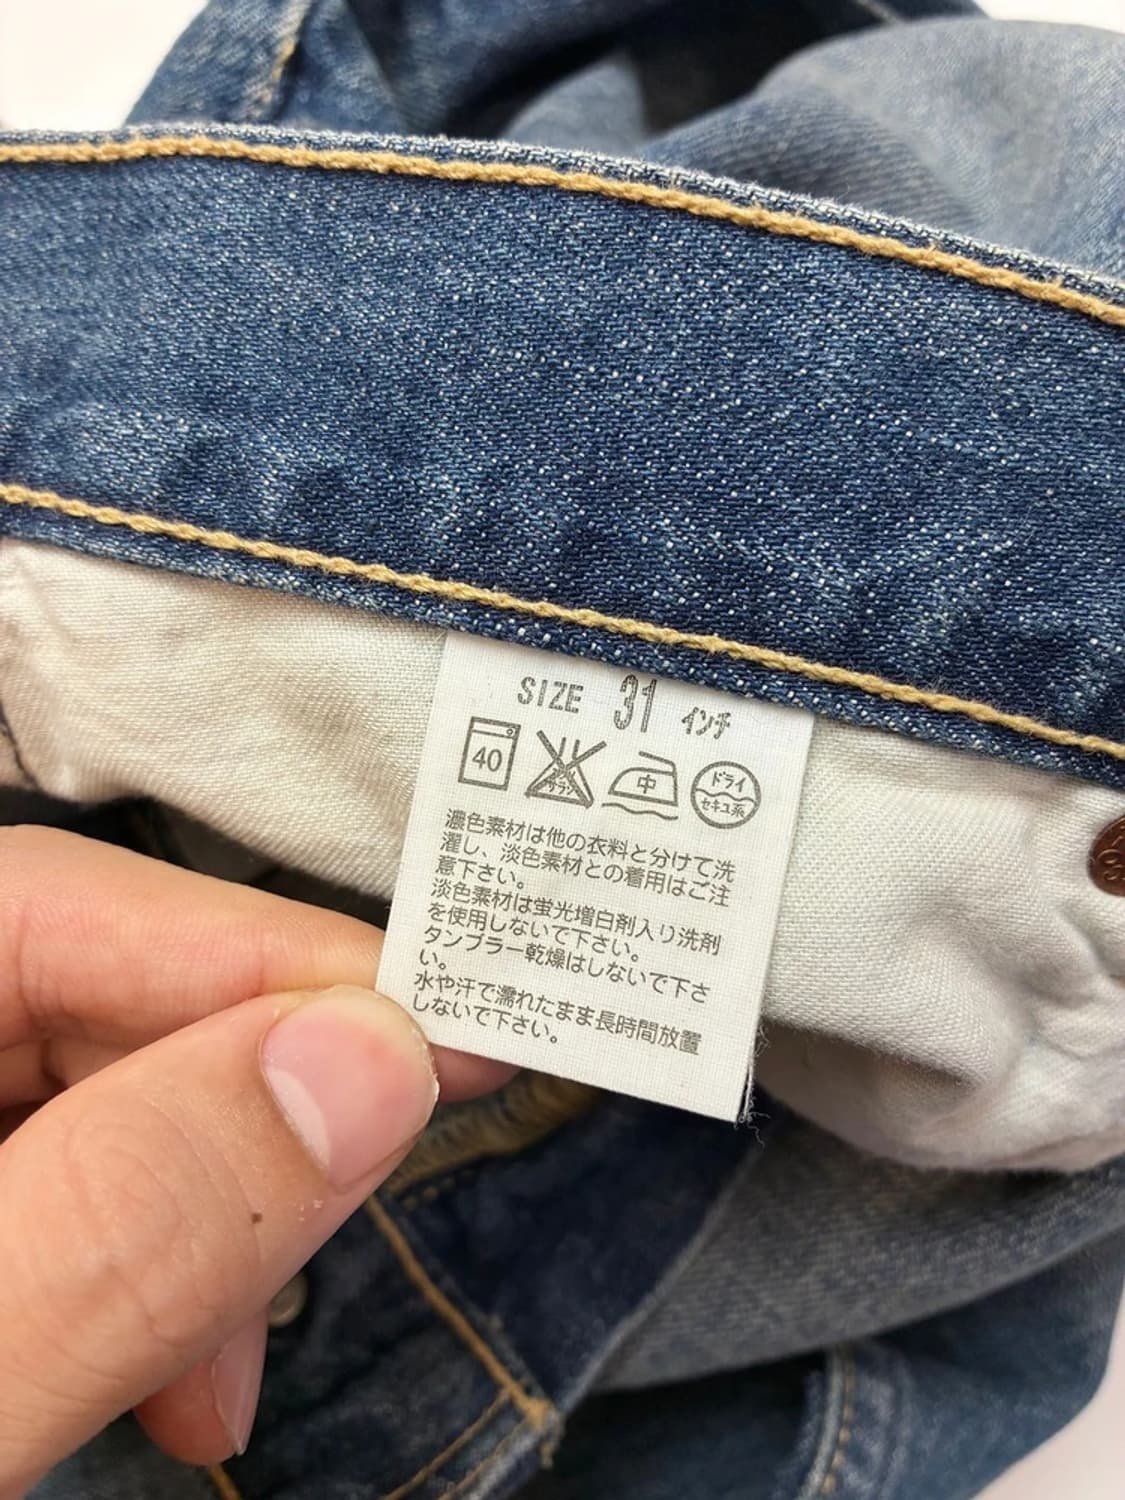 SIZE 31 インチ
40 サラシ 中 ドライ
セキユ系
濃色素材は他の衣料と分けて洗
濯し、淡色素材との着用はご注
意下さい。
淡色素材は蛍光増白剤入り洗剤
を使用しないで下さい。
タンブラー乾燥はしないで下さ
い。
水や汗で濡れたまま長時間放置
しないで下さい。